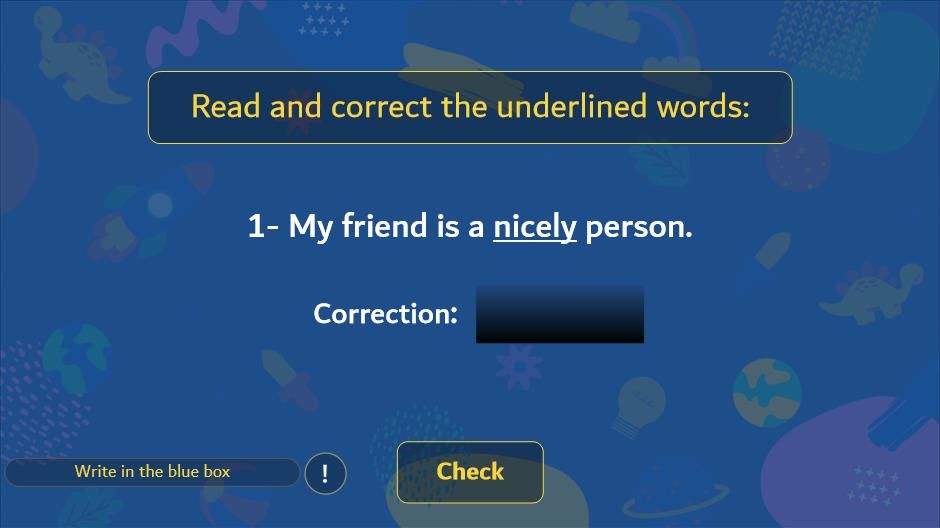 Read and correct the underlined words:
1- My friend is a nicely person.
Correction:
Write in the blue box
!
Check